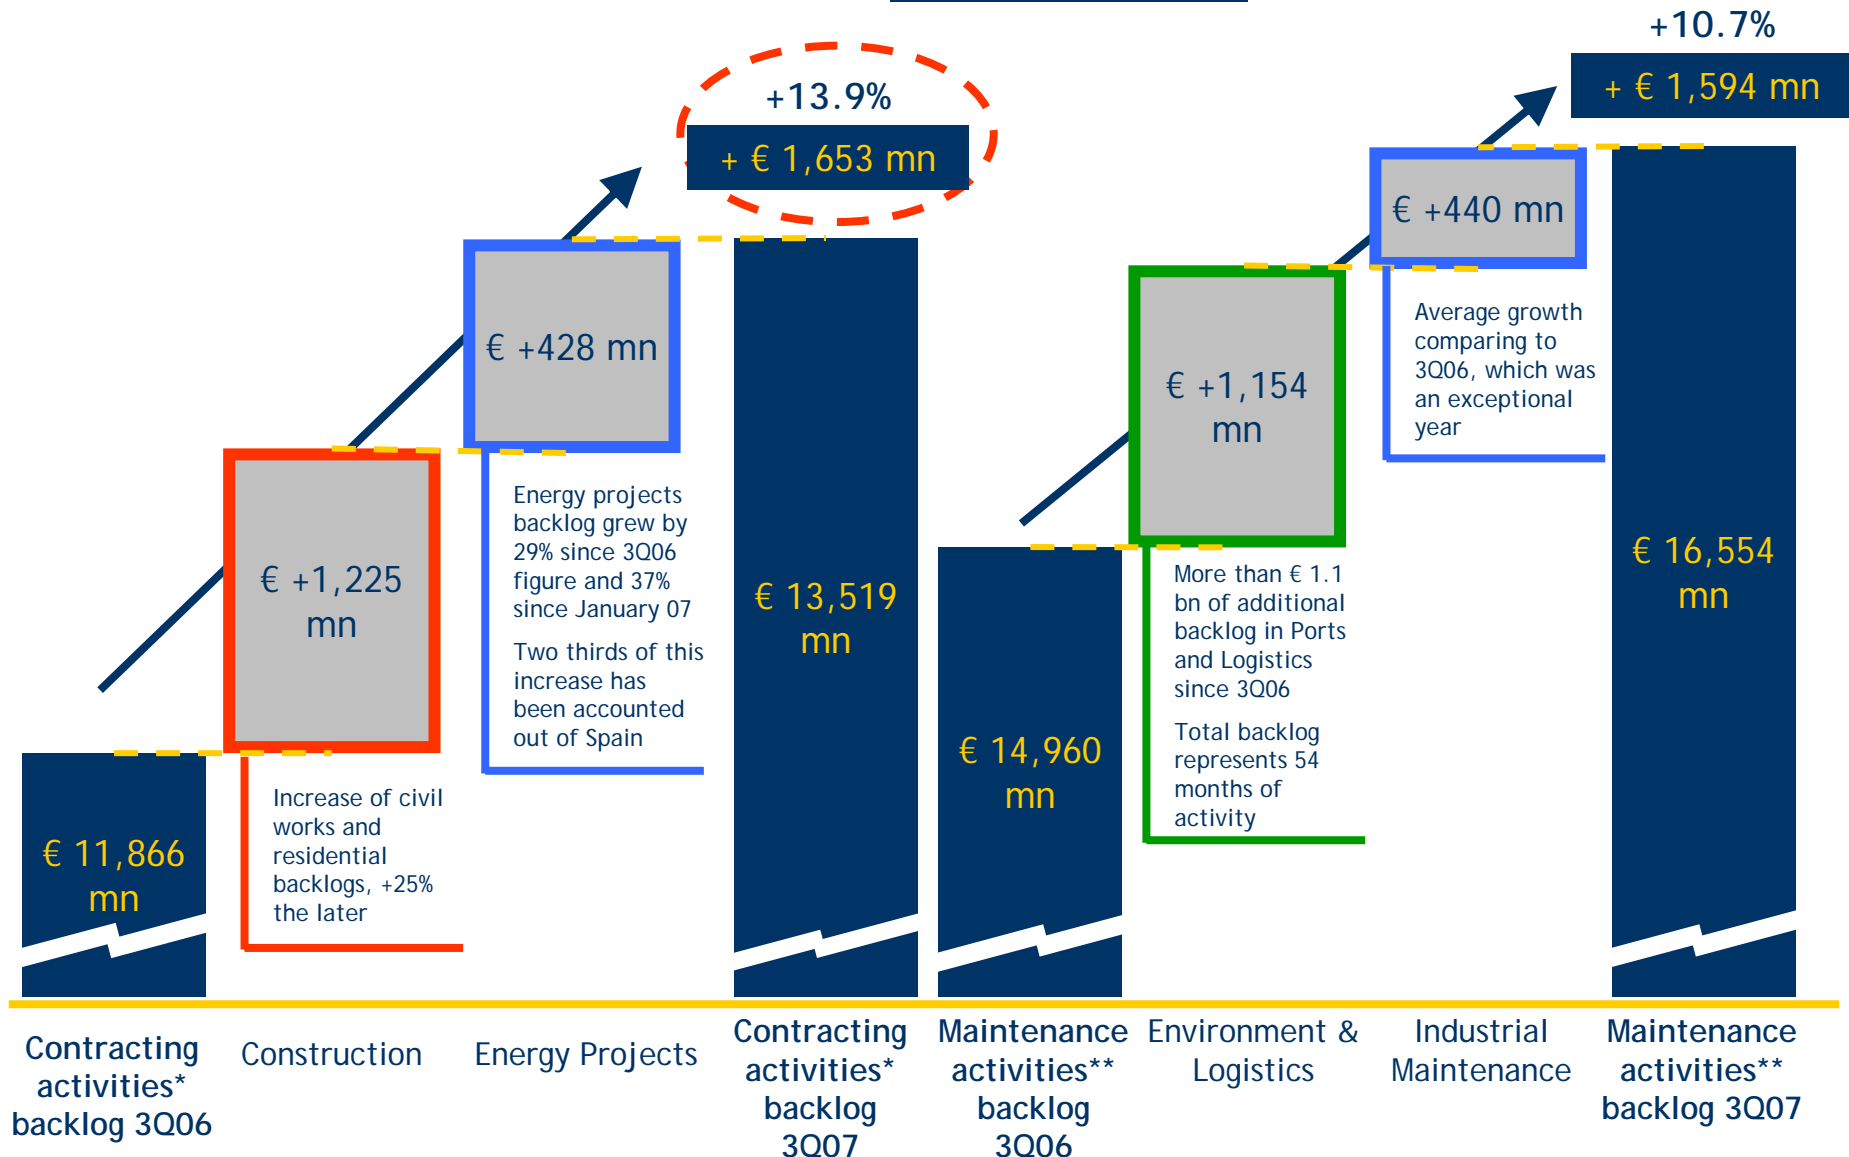 +10.7%
+ € 1,594 mn
+13.9%
+ € 1,653 mn
€ +440 mn
€ +428 mn
Average growth
comparing to
3Q06, which was
an exceptional
year
€ +1,154
mn
Energy projects
backlog grew by
29% since 3Q06
figure and 37%
since January 07
Two thirds of this
increase has
been accounted
out of Spain
€ +1,225
mn
€ 13,519
mn
More than € 1.1
bn of additional
backlog in Ports
and Logistics
since 3Q06
Total backlog
represents 54
months of
activity
€ 16,554
mn
€ 14,960
mn
Increase of civil
works and
residential
backlogs, +25%
the later
€ 11,866
mn
Contracting
activities*
backlog 3Q06
Construction
Energy Projects
Contracting
activities*
backlog
3Q07
Maintenance
activities**
backlog
3Q06
Environment &
Logistics
Industrial
Maintenance
Maintenance
activities**
backlog 3Q07